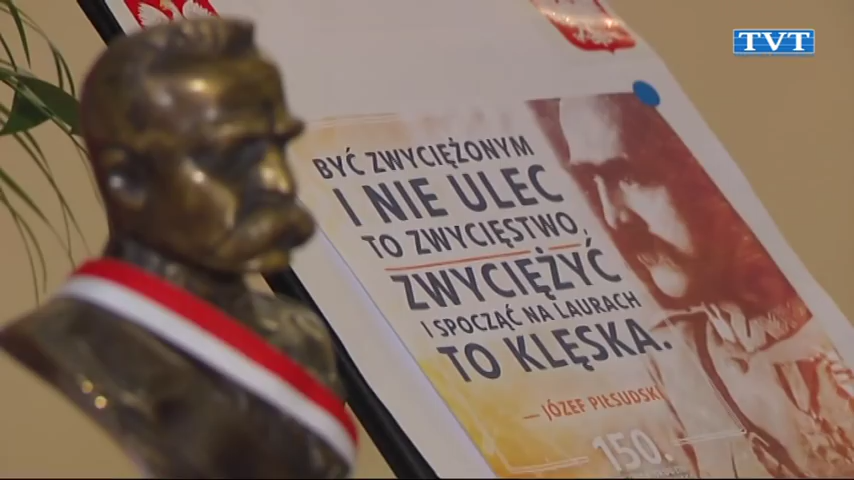 TVT
BYĆ ZWYCIĘŻONYM
I NIE ULEC
TO ZWYCIĘSTWO,
ZWYCIĘŻYĆ
I SPOCZĄĆ NA LAURACH
TO KLĘSKA.
— JÓZEF PIŁSUDSKI
150.